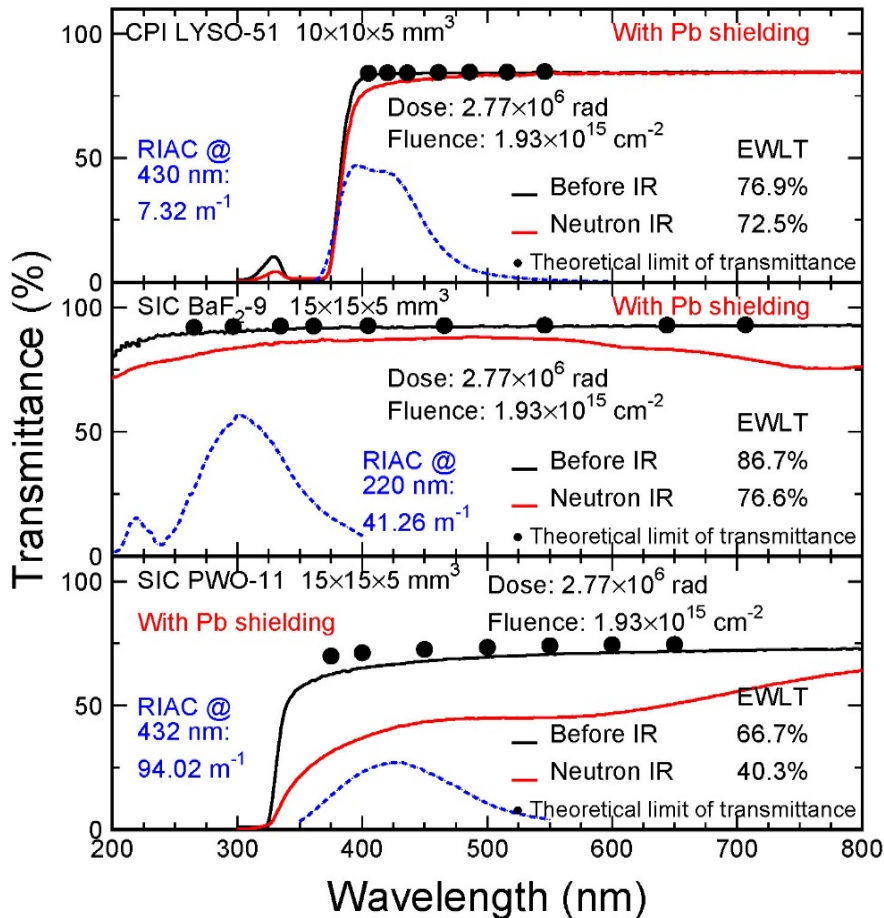 Transmittance (%)
100
50
0
CPI LYSO-51 10×10×5 mm³
With Pb shielding
Dose: 2.77×10⁶ rad
Fluence: 1.93×10¹⁵ cm⁻²
RIAC @
430 nm:
7.32 m⁻¹
EWLT
Before IR 76.9%
Neutron IR 72.5%
Theoretical limit of transmittance
100
50
0
SIC BaF₂-9 15×15×5 mm³
With Pb shielding
Dose: 2.77×10⁶ rad
Fluence: 1.93×10¹⁵ cm⁻²
RIAC @
220 nm:
41.26 m⁻¹
EWLT
Before IR 86.7%
Neutron IR 76.6%
Theoretical limit of transmittance
100
50
0
SIC PWO-11 15×15×5 mm³
Dose: 2.77×10⁶ rad
Fluence: 1.93×10¹⁵ cm⁻²
With Pb shielding
RIAC @
432 nm:
94.02 m⁻¹
EWLT
Before IR 66.7%
Neutron IR 40.3%
Theoretical limit of transmittance
200 300 400 500 600 700 800
Wavelength (nm)